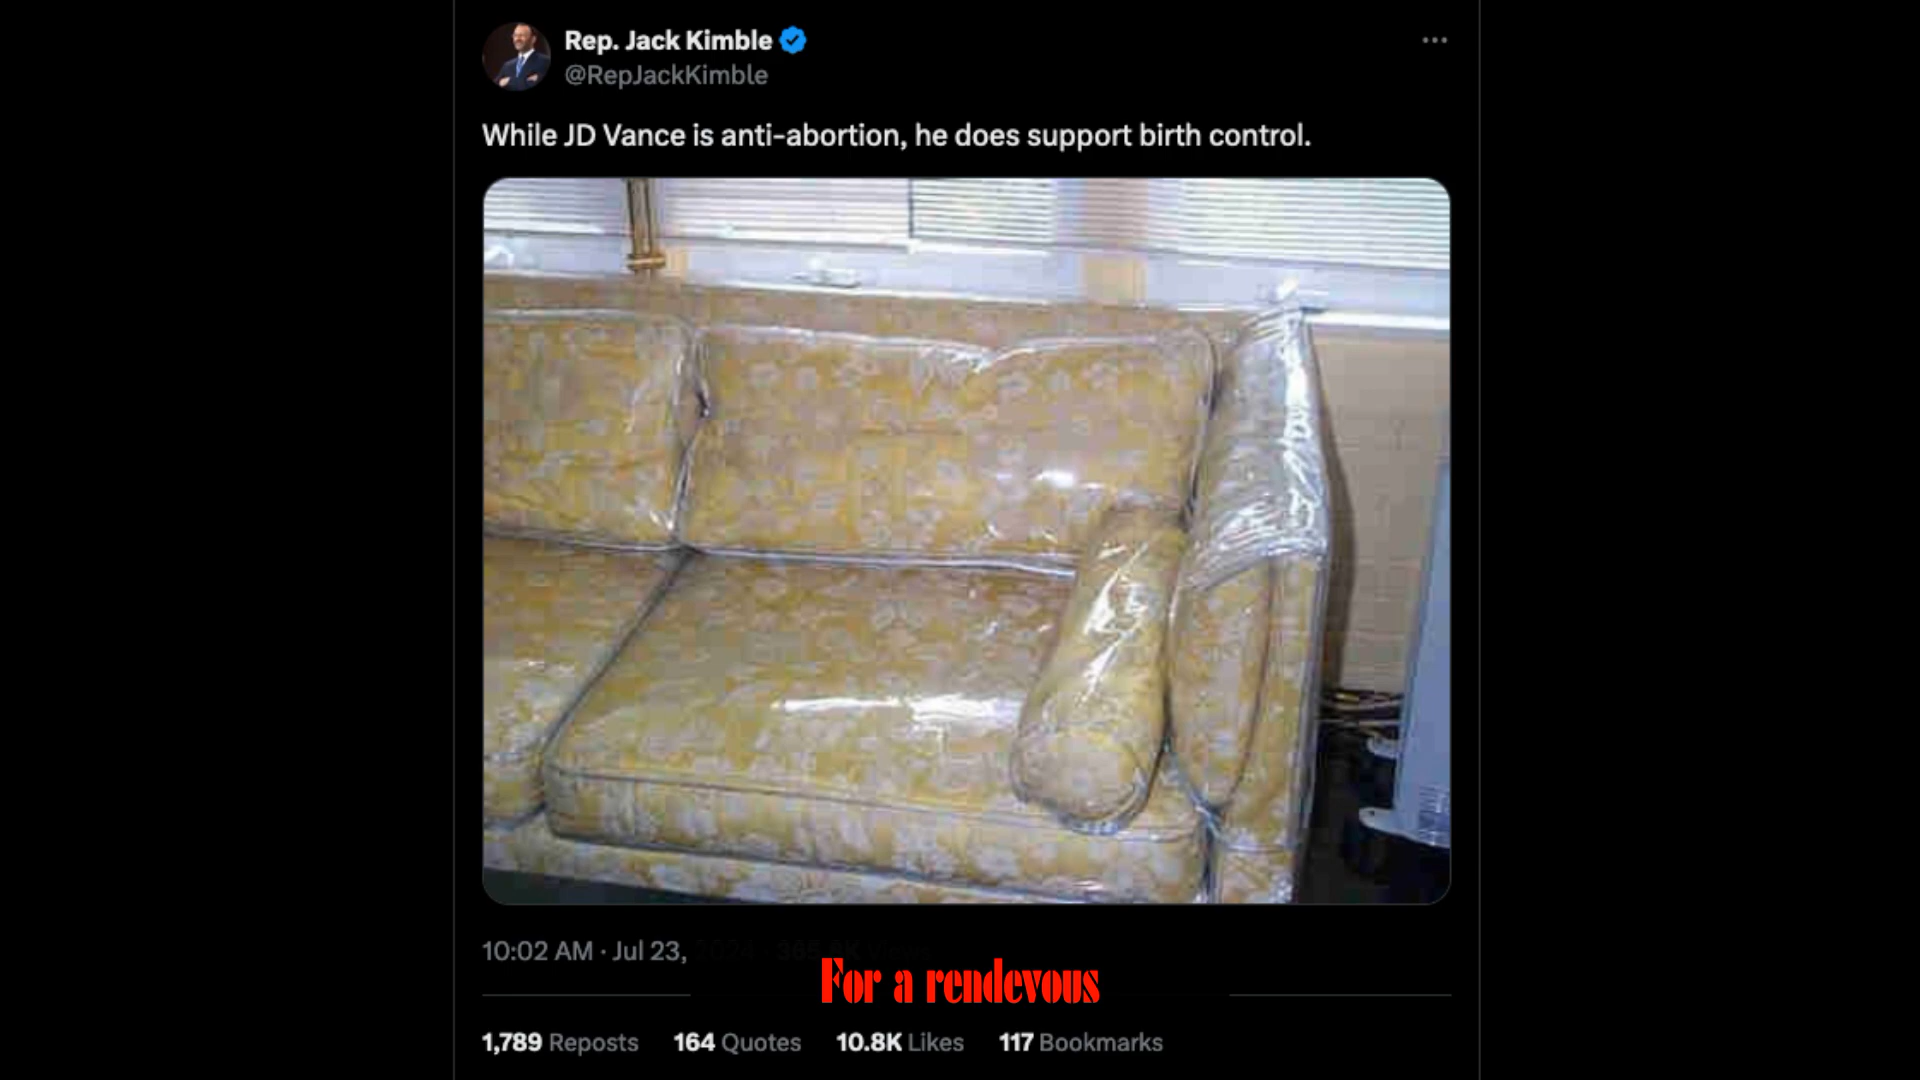 Rep. Jack Kimble
@RepJackKimble
While JD Vance is anti-abortion, he does support birth control.
10:02 AM · Jul 23,
For a rendevous
1,789 Reposts 164 Quotes 10.8K Likes 117 Bookmarks